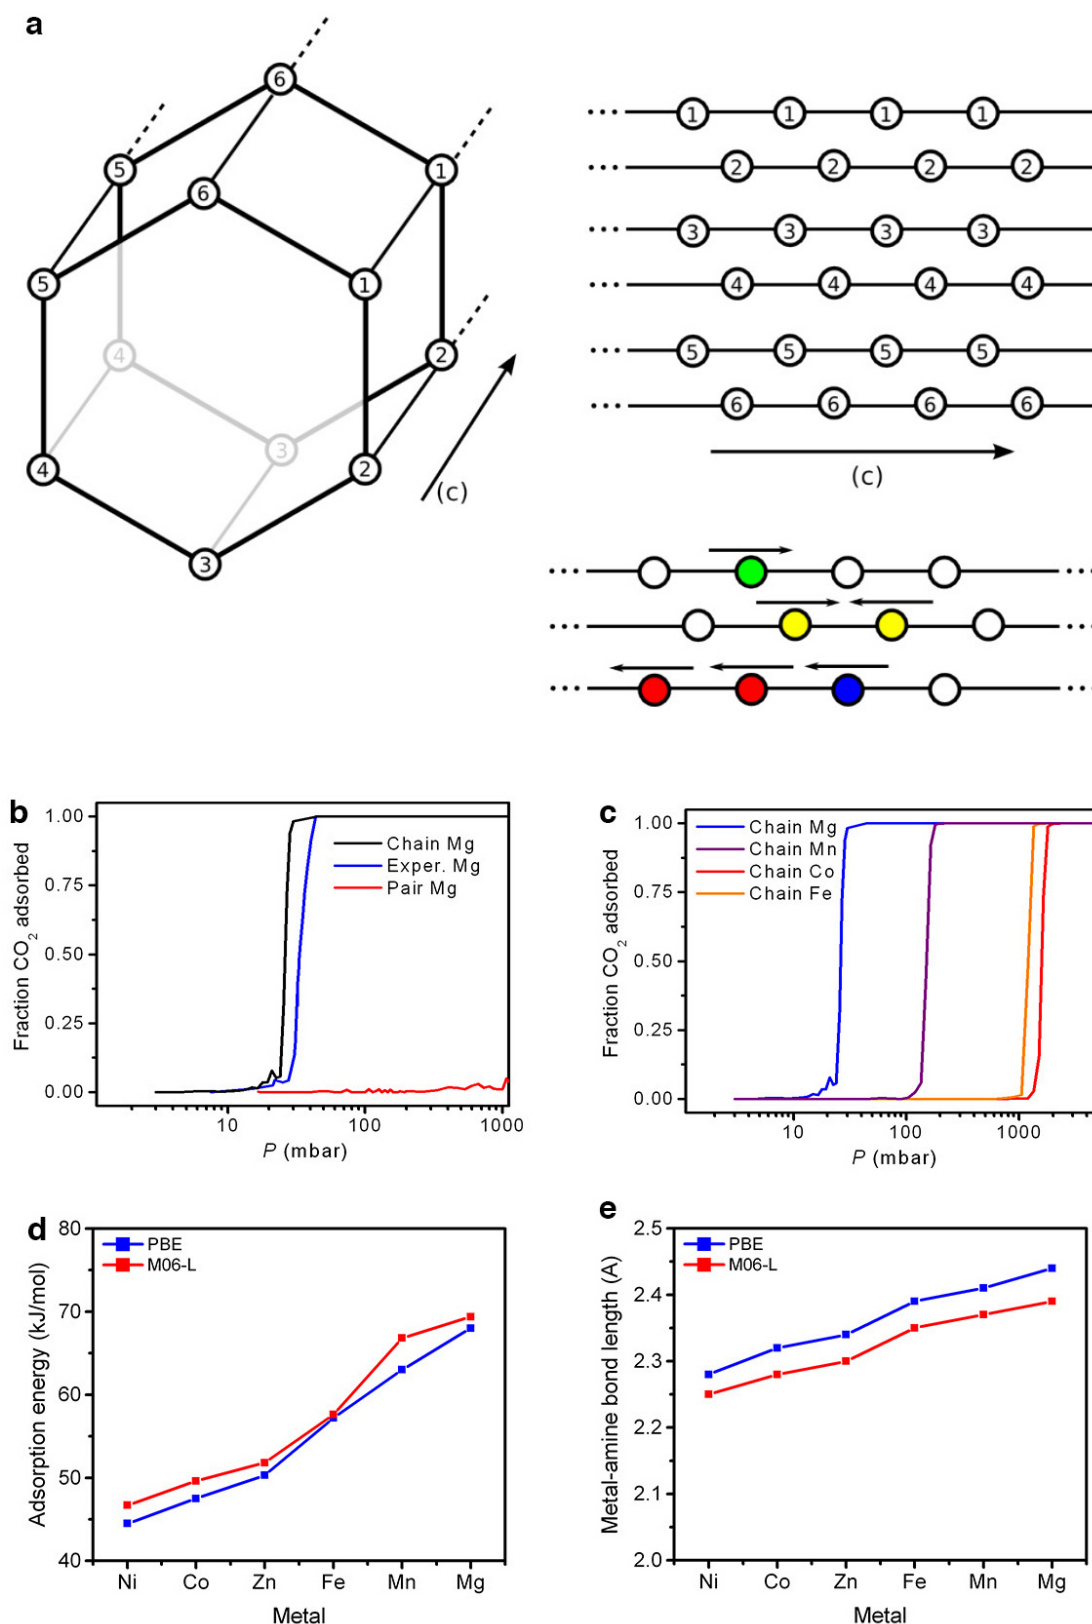 a
6
5
1
6
5
1
4
2
3
4
2
3
(c)
... 1 1 1 1
2 2 2 2
... 3 3 3 3
4 4 4 4
... 5 5 5 5
... 6 6 6 6
(c)
... ...
... ...
... ...
b
1.00
0.75
0.50
0.25
0.00
Fraction CO2 adsorbed
Chain Mg
Exper. Mg
Pair Mg
10 100 1000
P (mbar)
c
1.00
0.75
0.50
0.25
0.00
Fraction CO2 adsorbed
Chain Mg
Chain Mn
Chain Co
Chain Fe
10 100 1000
P (mbar)
d
80
70
60
50
40
Adsorption energy (kJ/mol)
PBE
M06-L
Ni Co Zn Fe Mn Mg
Metal
e
2.5
2.4
2.3
2.2
2.1
2.0
Metal-amine bond length (A)
PBE
M06-L
Ni Co Zn Fe Mn Mg
Metal